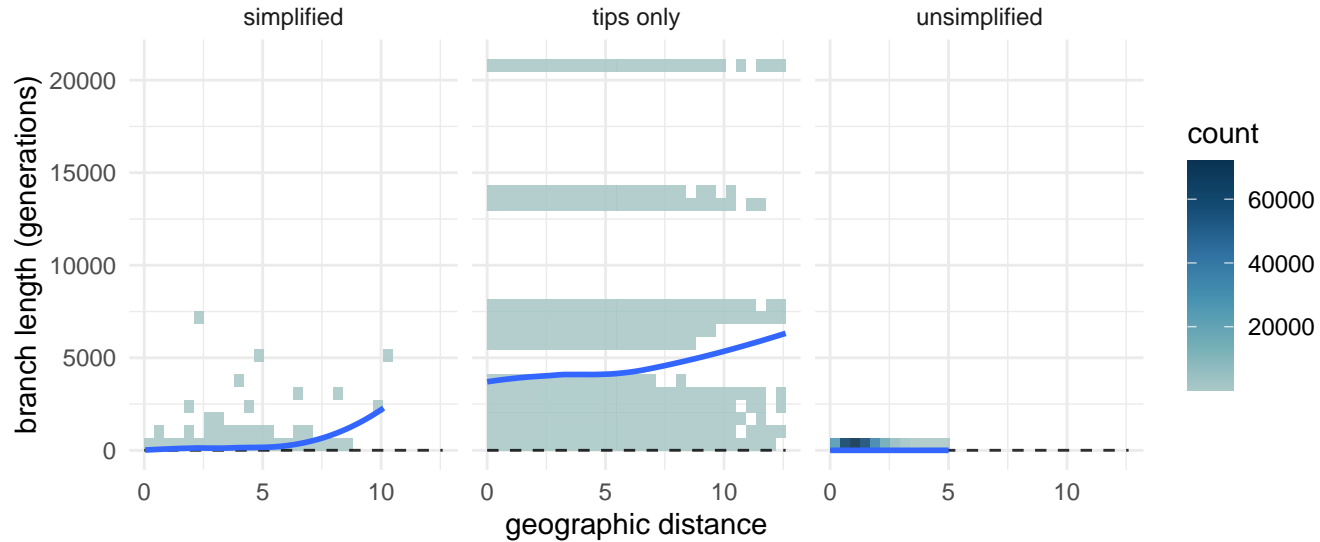 simplified tips only unsimplified
branch length (generations)
20000
15000
10000
5000
0
0 5 10 0 5 10 0 5 10
geographic distance
count
60000
40000
20000